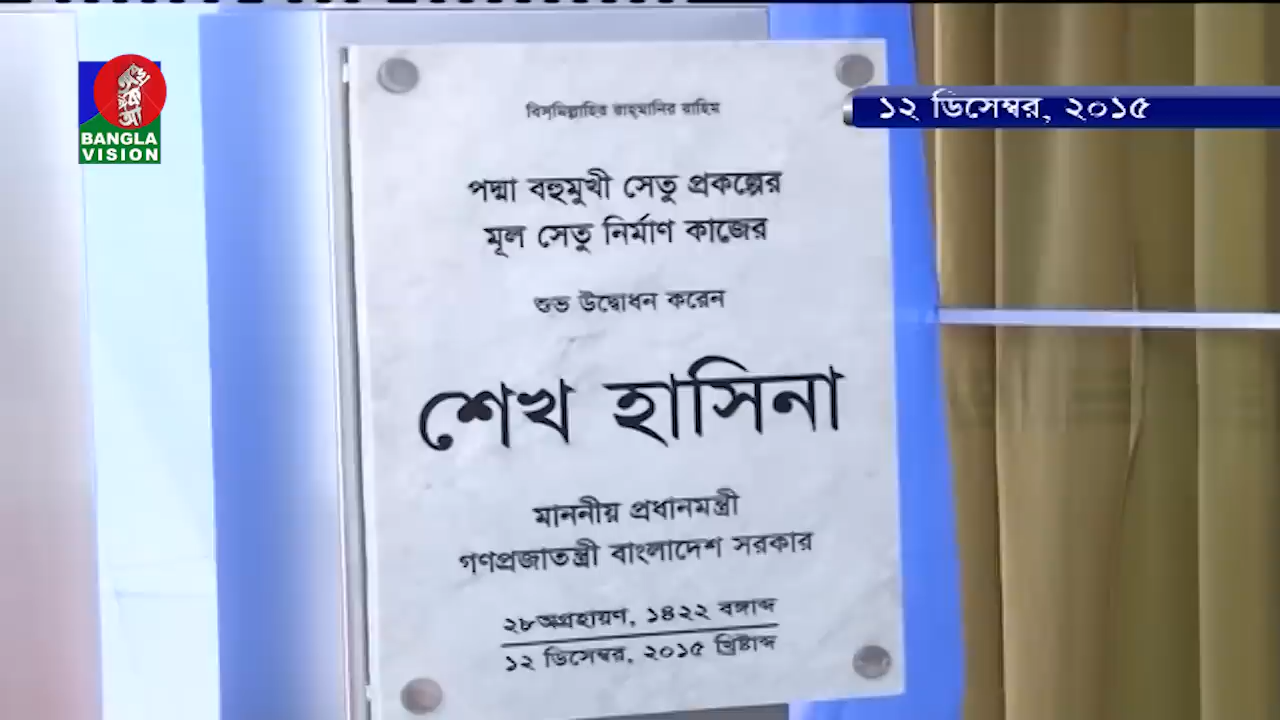 বিসমিল্লাহির রাহমানির রাহিম
পদ্মা বহুমুখী সেতু প্রকল্পের
মূল সেতু নির্মাণ কাজের
শুভ উদ্বোধন করেন
শেখ হাসিনা
মাননীয় প্রধানমন্ত্রী
গণপ্রজাতন্ত্রী বাংলাদেশ সরকার
২৮অগ্রহায়ণ, ১৪২২ বঙ্গাব্দ
১২ ডিসেম্বর, ২০১৫ খ্রিষ্টাব্দ
১২ ডিসেম্বর, ২০১৫
BANGLA
VISION